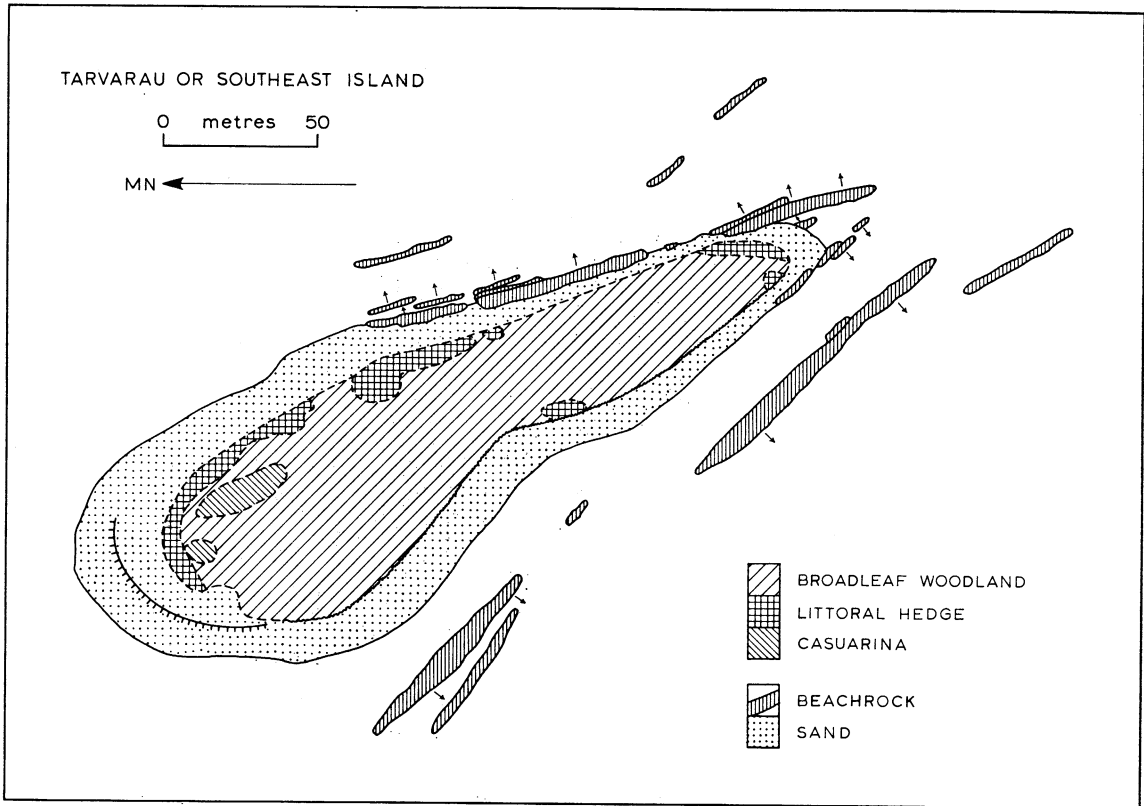 TARVARAU OR SOUTHEAST ISLAND
0 metres 50
MN
BROADLEAF WOODLAND
LITTORAL HEDGE
CASUARINA
BEACHROCK
SAND